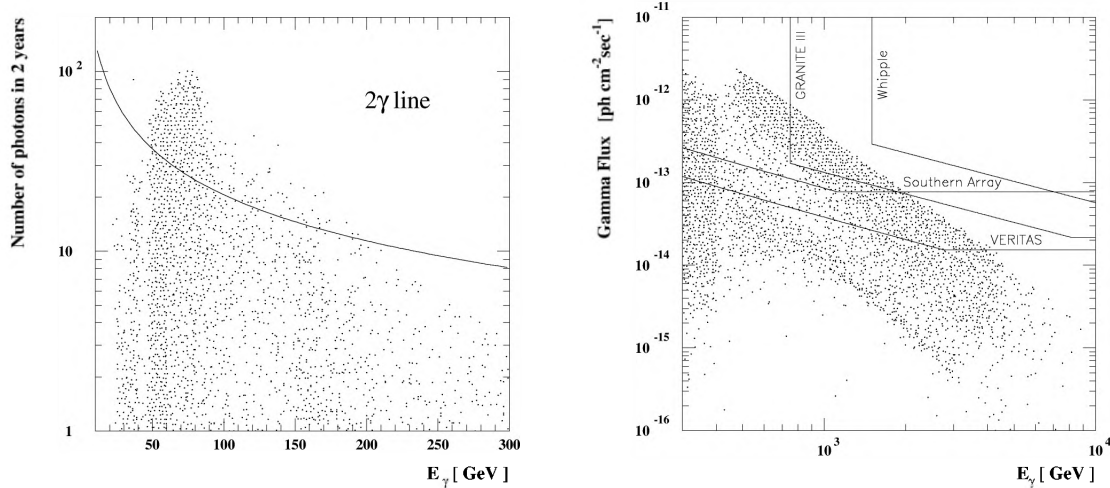 Number of photons in 2 years
10²
10
1
2γ line
50
100
150
200
250
300
E_γ [ GeV ]
Gamma Flux [ph cm⁻²sec⁻¹]
10⁻¹¹
10⁻¹²
10⁻¹³
10⁻¹⁴
10⁻¹⁵
10⁻¹⁶
GRANITE III
Whipple
Southern Array
VERITAS
10³
10⁴
E_γ [ GeV ]